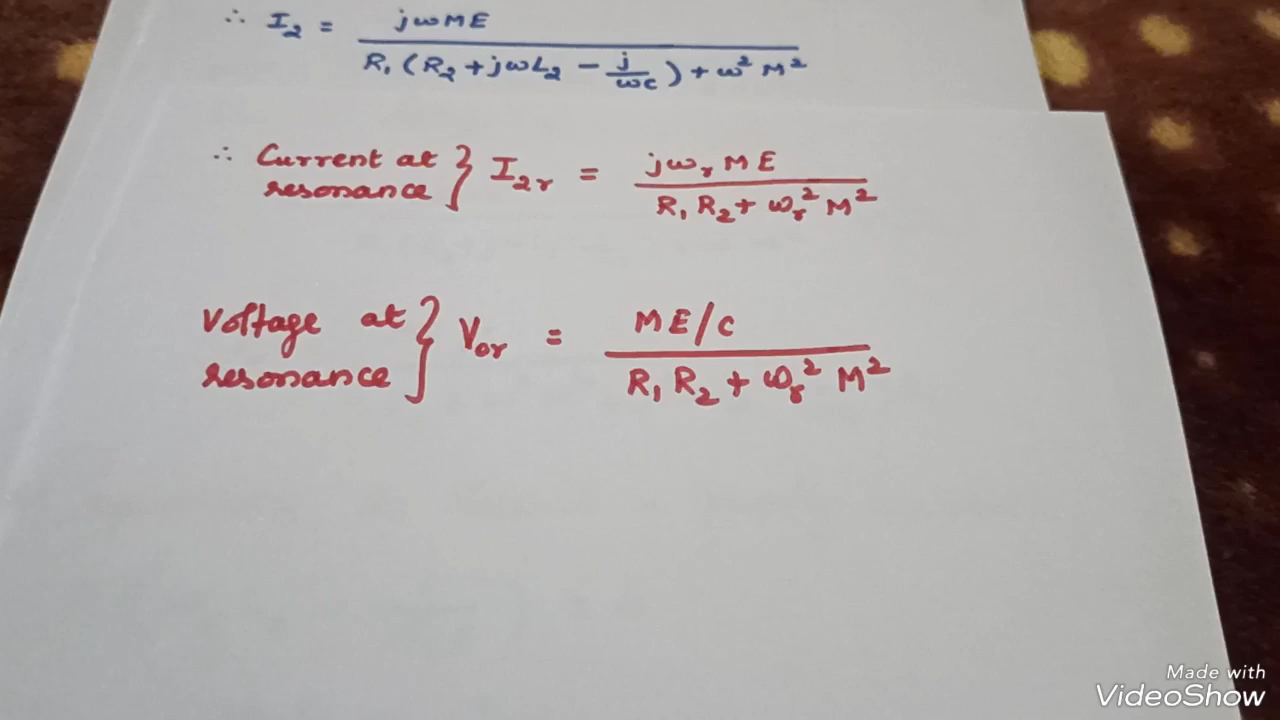 ∴ I₂ = jωME / R₁(R₂ + jωL₂ − j/ωc) + ω²M²
∴ Current at resonance } I₂ᵣ = jωᵣME / R₁R₂ + ωᵣ²M²
Voltage at resonance } Vₒᵣ = ME/C / R₁R₂ + ωᵣ²M²
Made with
VideoShow